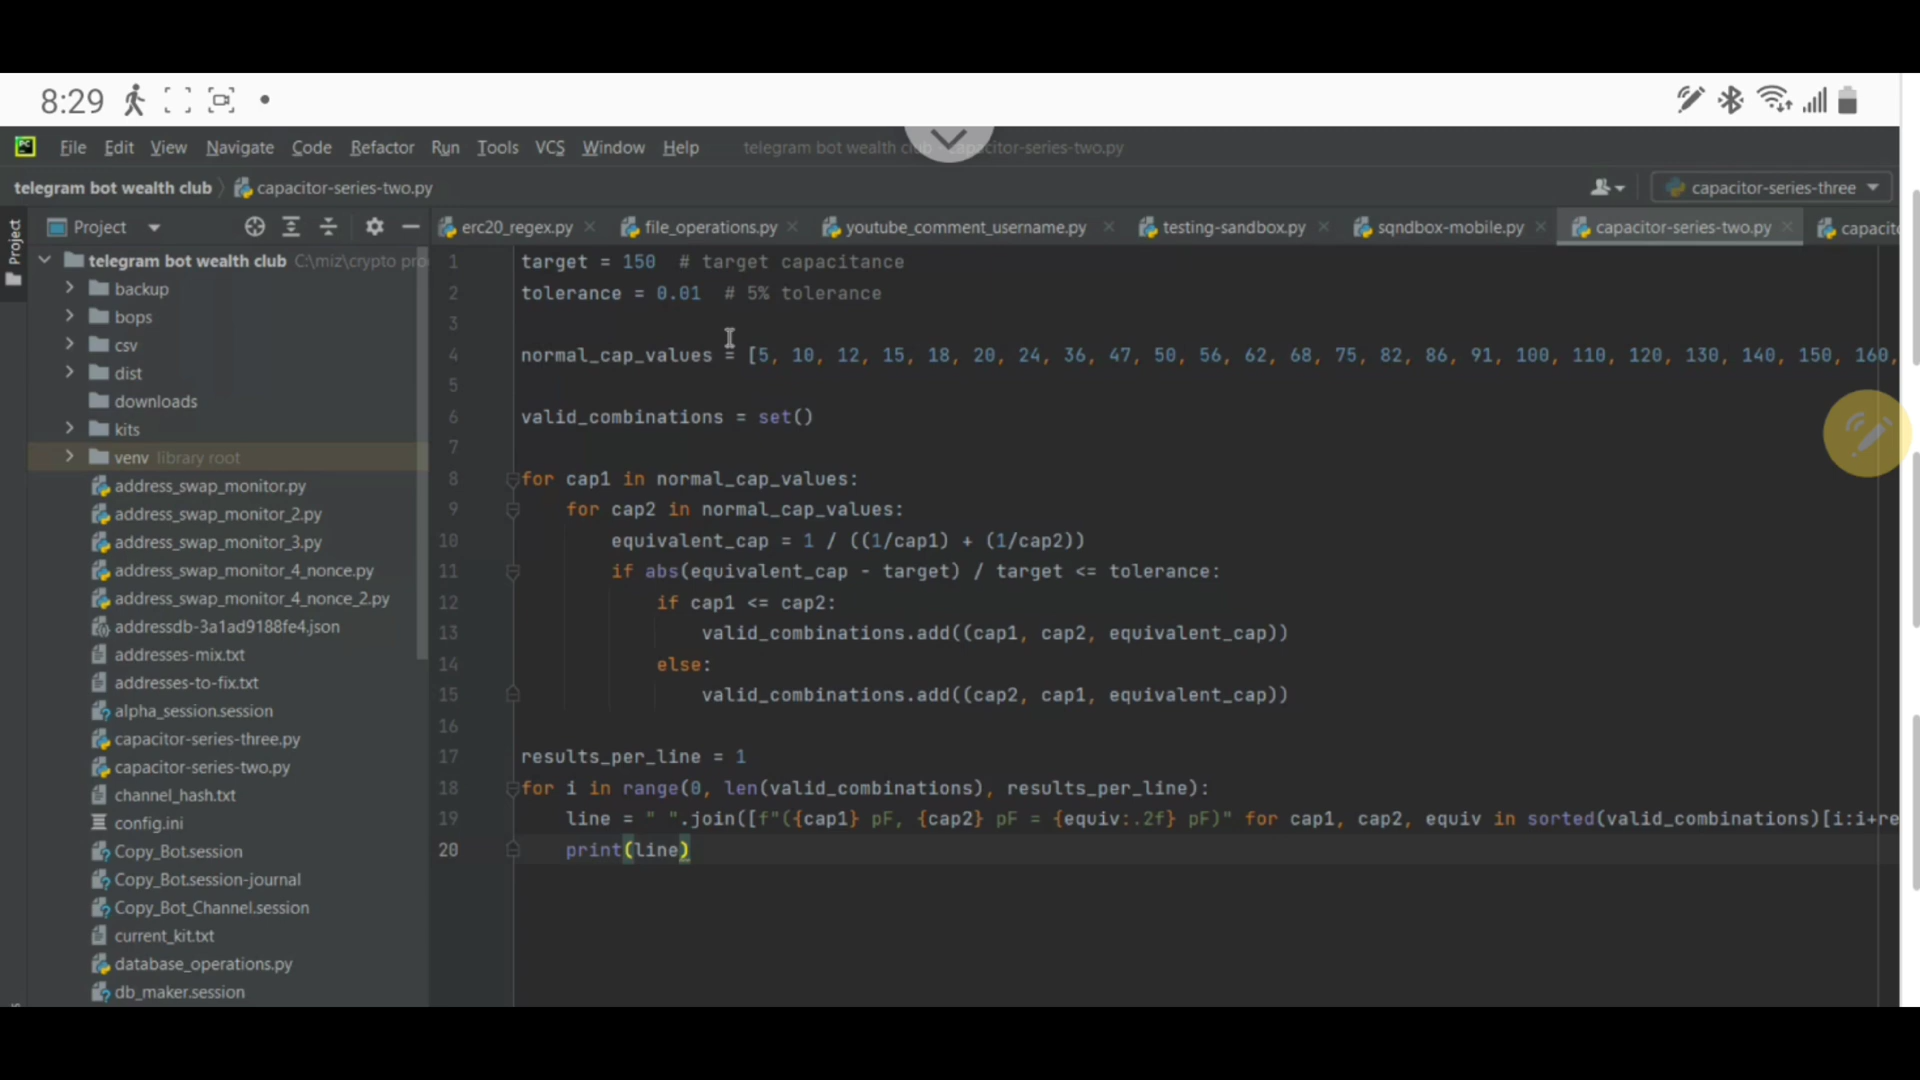 8:29
File Edit View Navigate Code Refactor Run Tools VCS Window Help telegram bot wealth capacitor-series-two.py
telegram bot wealth club capacitor-series-two.py capacitor-series-three
Project
Project
erc20_regex.py file_operations.py youtube_comment_username.py testing-sandbox.py sqndbox-mobile.py capacitor-series-two.py
telegram bot wealth club C:\miz\crypto pro
backup
bops
csv
dist
downloads
kits
venv library root
address_swap_monitor.py
address_swap_monitor_2.py
address_swap_monitor_3.py
address_swap_monitor_4_nonce.py
address_swap_monitor_4_nonce_2.py
addressdb-3a1ad9188fe4.json
addresses-mix.txt
addresses-to-fix.txt
alpha_session.session
capacitor-series-three.py
capacitor-series-two.py
channel_hash.txt
config.ini
Copy_Bot.session
Copy_Bot.session-journal
Copy_Bot_Channel.session
current_kit.txt
database_operations.py
db_maker.session
1 target = 150 # target capacitance
2 tolerance = 0.01 # 5% tolerance
3
4 normal_cap_values = [5, 10, 12, 15, 18, 20, 24, 36, 47, 50, 56, 62, 68, 75, 82, 86, 91, 100, 110, 120, 130, 140, 150, 160,
5
6 valid_combinations = set()
7
8 for cap1 in normal_cap_values:
9 for cap2 in normal_cap_values:
10 equivalent_cap = 1 / ((1/cap1) + (1/cap2))
11 if abs(equivalent_cap - target) / target <= tolerance:
12 if cap1 <= cap2:
13 valid_combinations.add((cap1, cap2, equivalent_cap))
14 else:
15 valid_combinations.add((cap2, cap1, equivalent_cap))
16
17 results_per_line = 1
18 for i in range(0, len(valid_combinations), results_per_line):
19 line = " ".join([f"({cap1} pF, {cap2} pF = {equiv:.2f} pF)" for cap1, cap2, equiv in sorted(valid_combinations)[i:i+re
20 print(line)